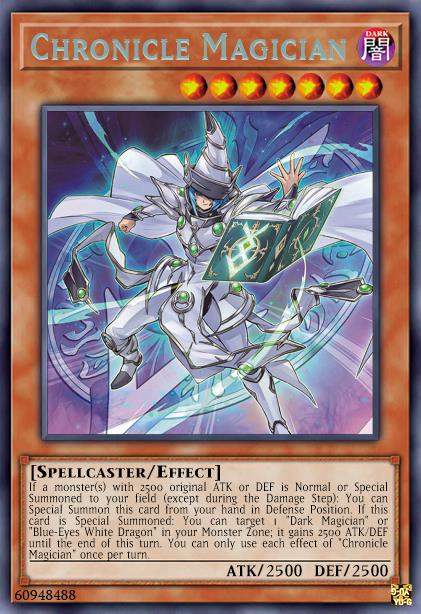 CHRONICLE MAGICIAN
DARK
闇
[SPELLCASTER/EFFECT]
If a monster(s) with 2500 original ATK or DEF is Normal or Special
Summoned to your field (except during the Damage Step): You can
Special Summon this card from your hand in Defense Position. If this
card is Special Summoned: You can target 1 "Dark Magician" or
"Blue-Eyes White Dragon" in your Monster Zone; it gains 2500 ATK/DEF
until the end of this turn. You can only use each effect of "Chronicle
Magician" once per turn.
ATK/2500 DEF/2500
60948488